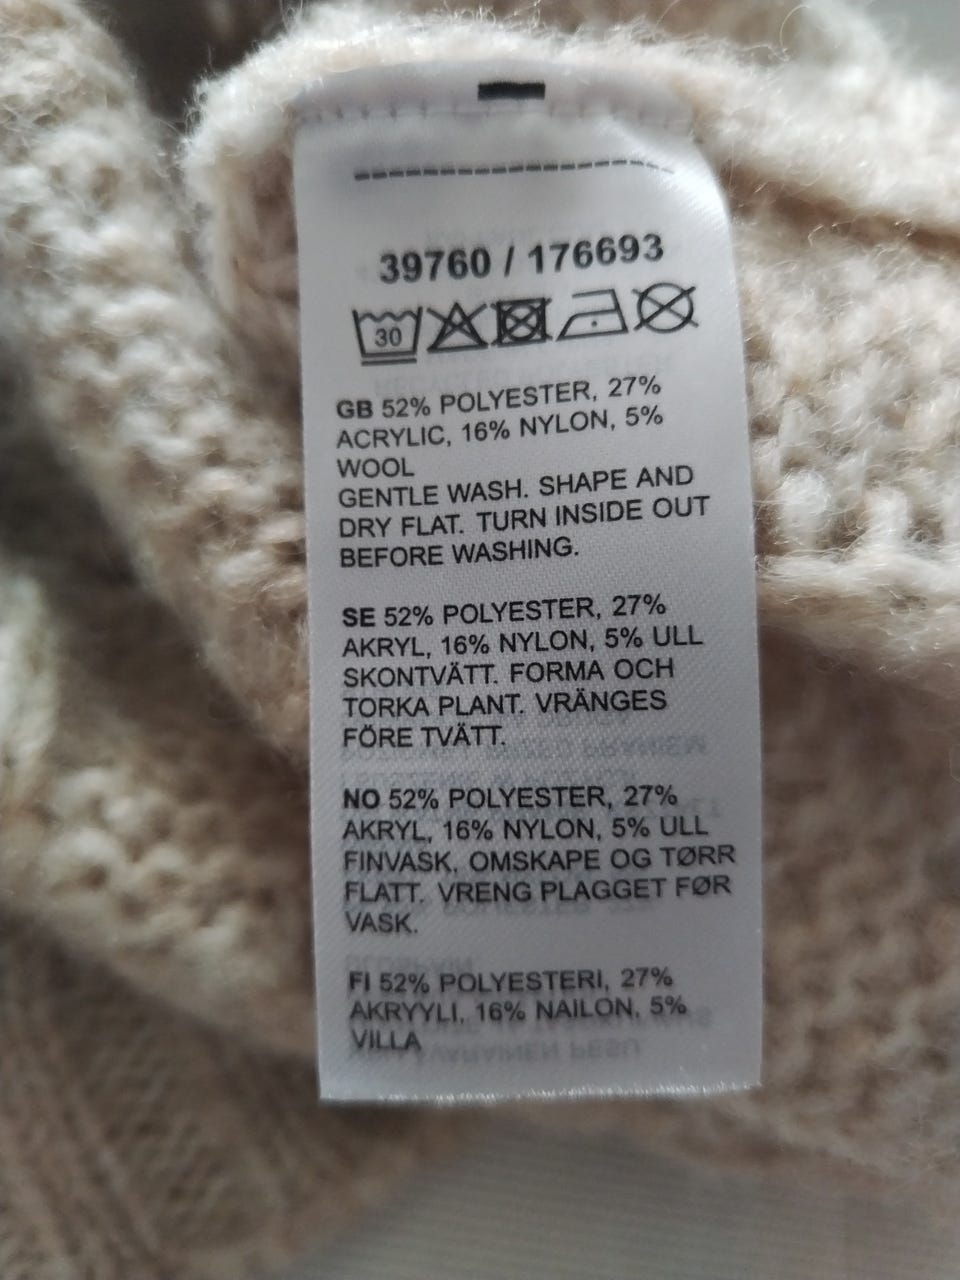 39760 / 176693
30
GB 52% POLYESTER, 27%
ACRYLIC, 16% NYLON, 5%
WOOL
GENTLE WASH. SHAPE AND
DRY FLAT. TURN INSIDE OUT
BEFORE WASHING.
SE 52% POLYESTER, 27%
AKRYL, 16% NYLON, 5% ULL
SKONTVÄTT. FORMA OCH
TORKA PLANT. VRÄNGES
FÖRE TVÄTT.
NO 52% POLYESTER, 27%
AKRYL, 16% NYLON, 5% ULL
FINVASK. OMSKAPE OG TØRR
FLATT. VRENG PLAGGET FØR
VASK.
FI 52% POLYESTERI, 27%
AKRYYLI, 16% NAILON, 5%
VILLA